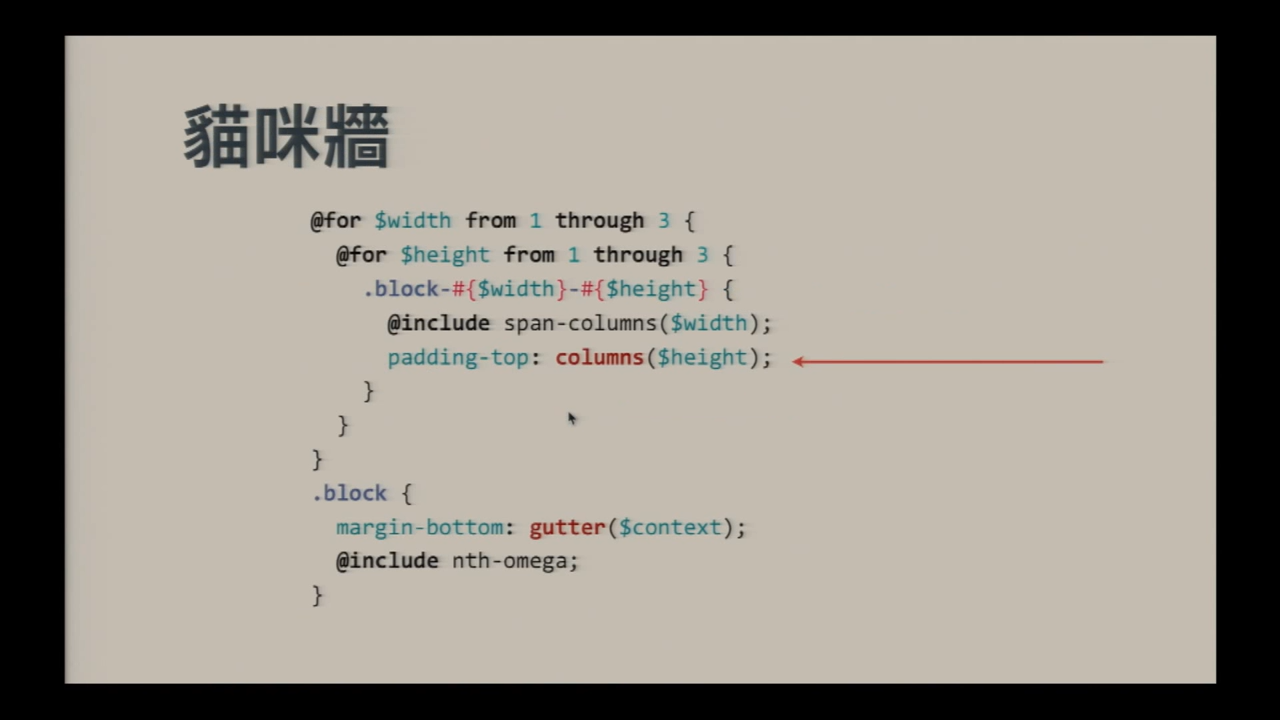 貓咪牆
@for $width from 1 through 3 {
@for $height from 1 through 3 {
.block-#{$width}-#{$height} {
@include span-columns($width);
padding-top: columns($height);
}
}
}
.block {
margin-bottom: gutter($context);
@include nth-omega;
}